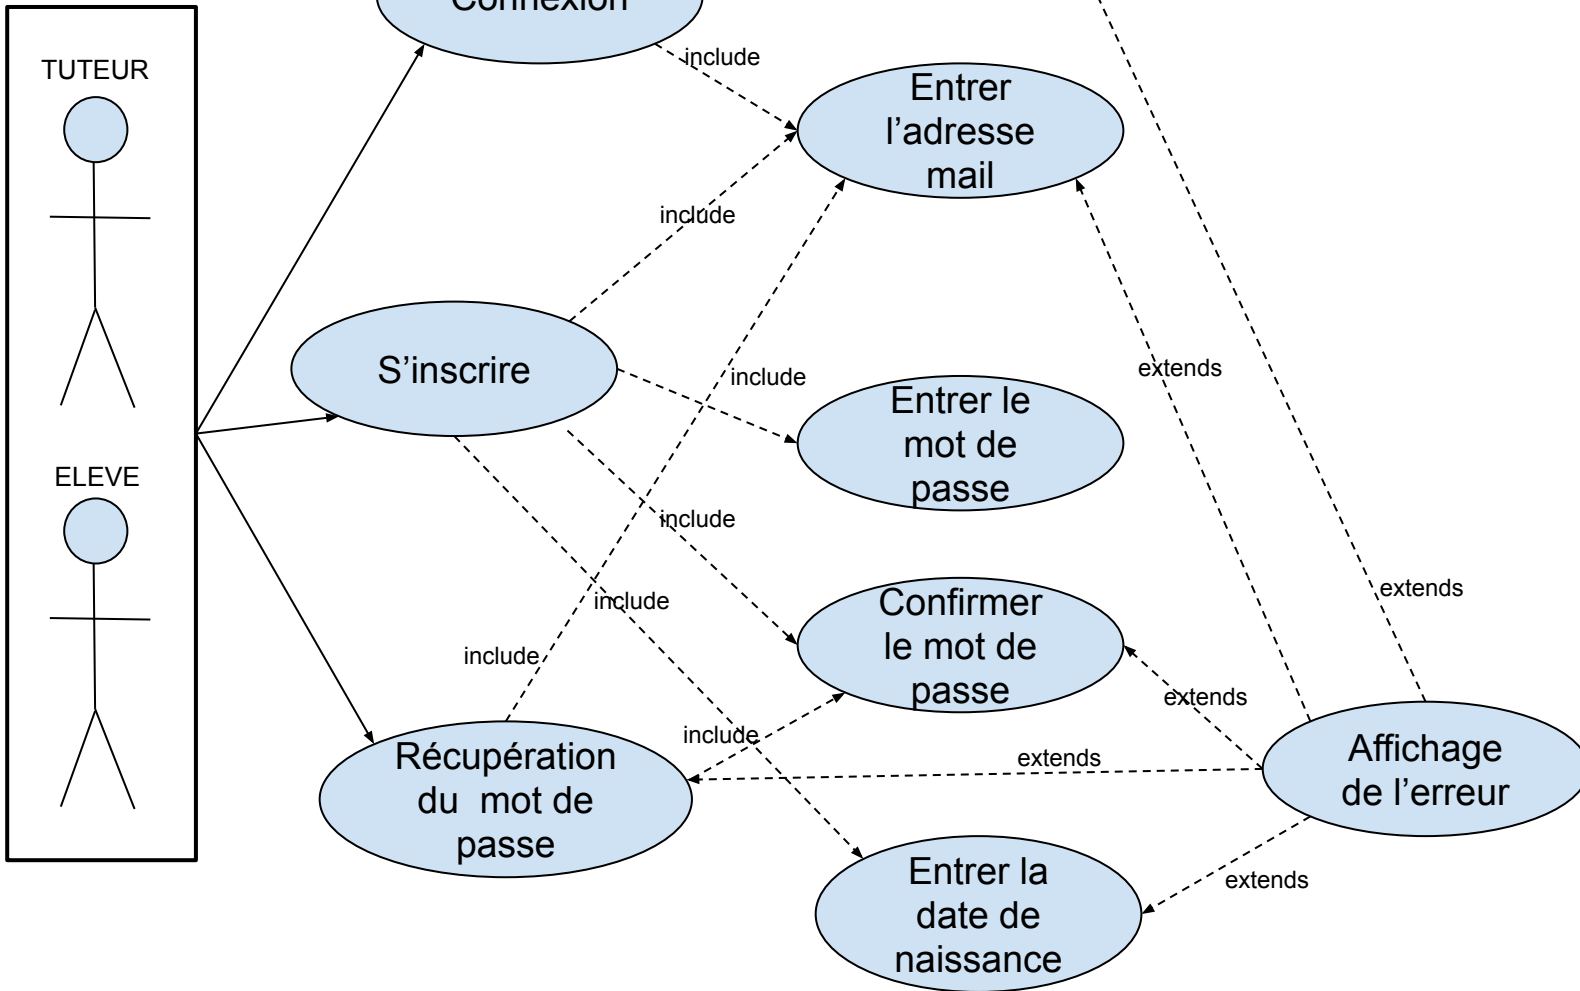 Connexion
TUTEUR
include
Entrer
l'adresse
mail
include
S'inscrire
include
extends
Entrer le
mot de
passe
ELEVE
include
include
Confirmer
le mot de
passe
extends
include
extends
include
Récupération
du  mot de
passe
extends
Affichage
de l'erreur
Entrer la
date de
naissance
extends